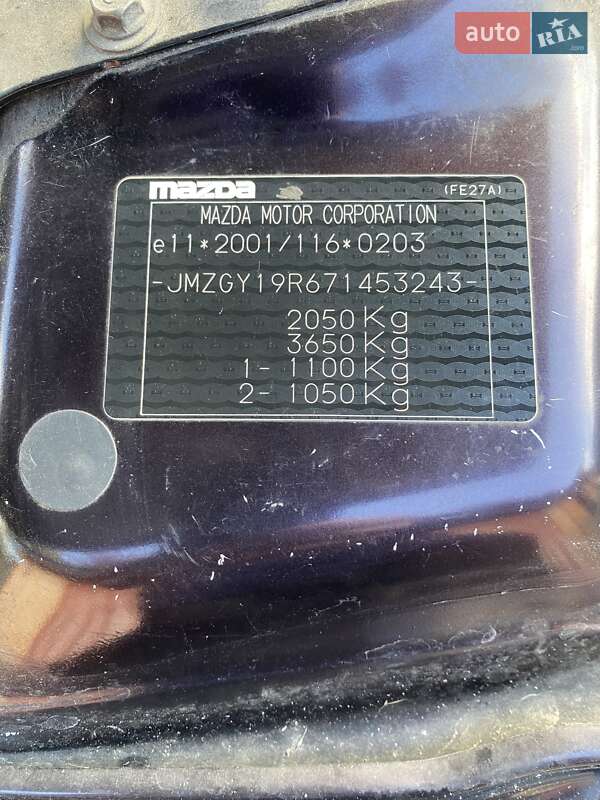 auto RIA .com
mazda (FE27A)
MAZDA MOTOR CORPORATION
e11*2001/116*0203
-JMZGY19R671453243-
2050 Kg
3650 Kg
1- 1100 Kg
2- 1050 Kg